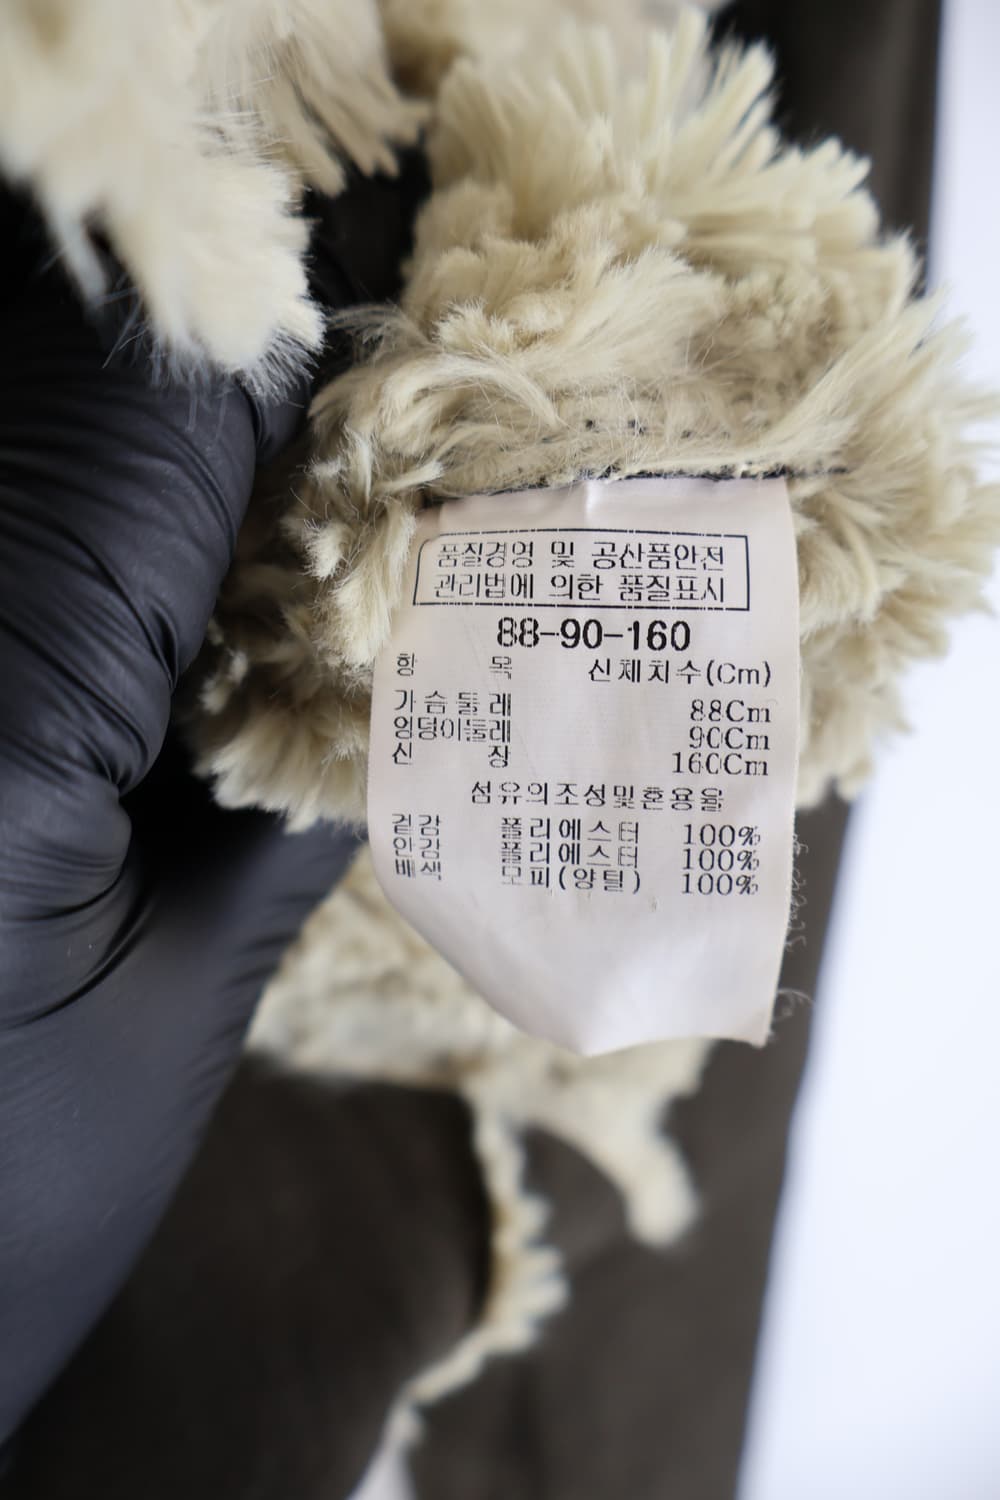 품질경영 및 공산품안전
관리법에 의한 품질표시
88-90-160
항 목 신체치수(Cm)
가슴둘레 88Cm
엉덩이둘레 90Cm
신 장 160Cm
섬유의조성및혼용율
겉감 폴리에스터 100%
안감 폴리에스터 100%
배색 모피(양털) 100%